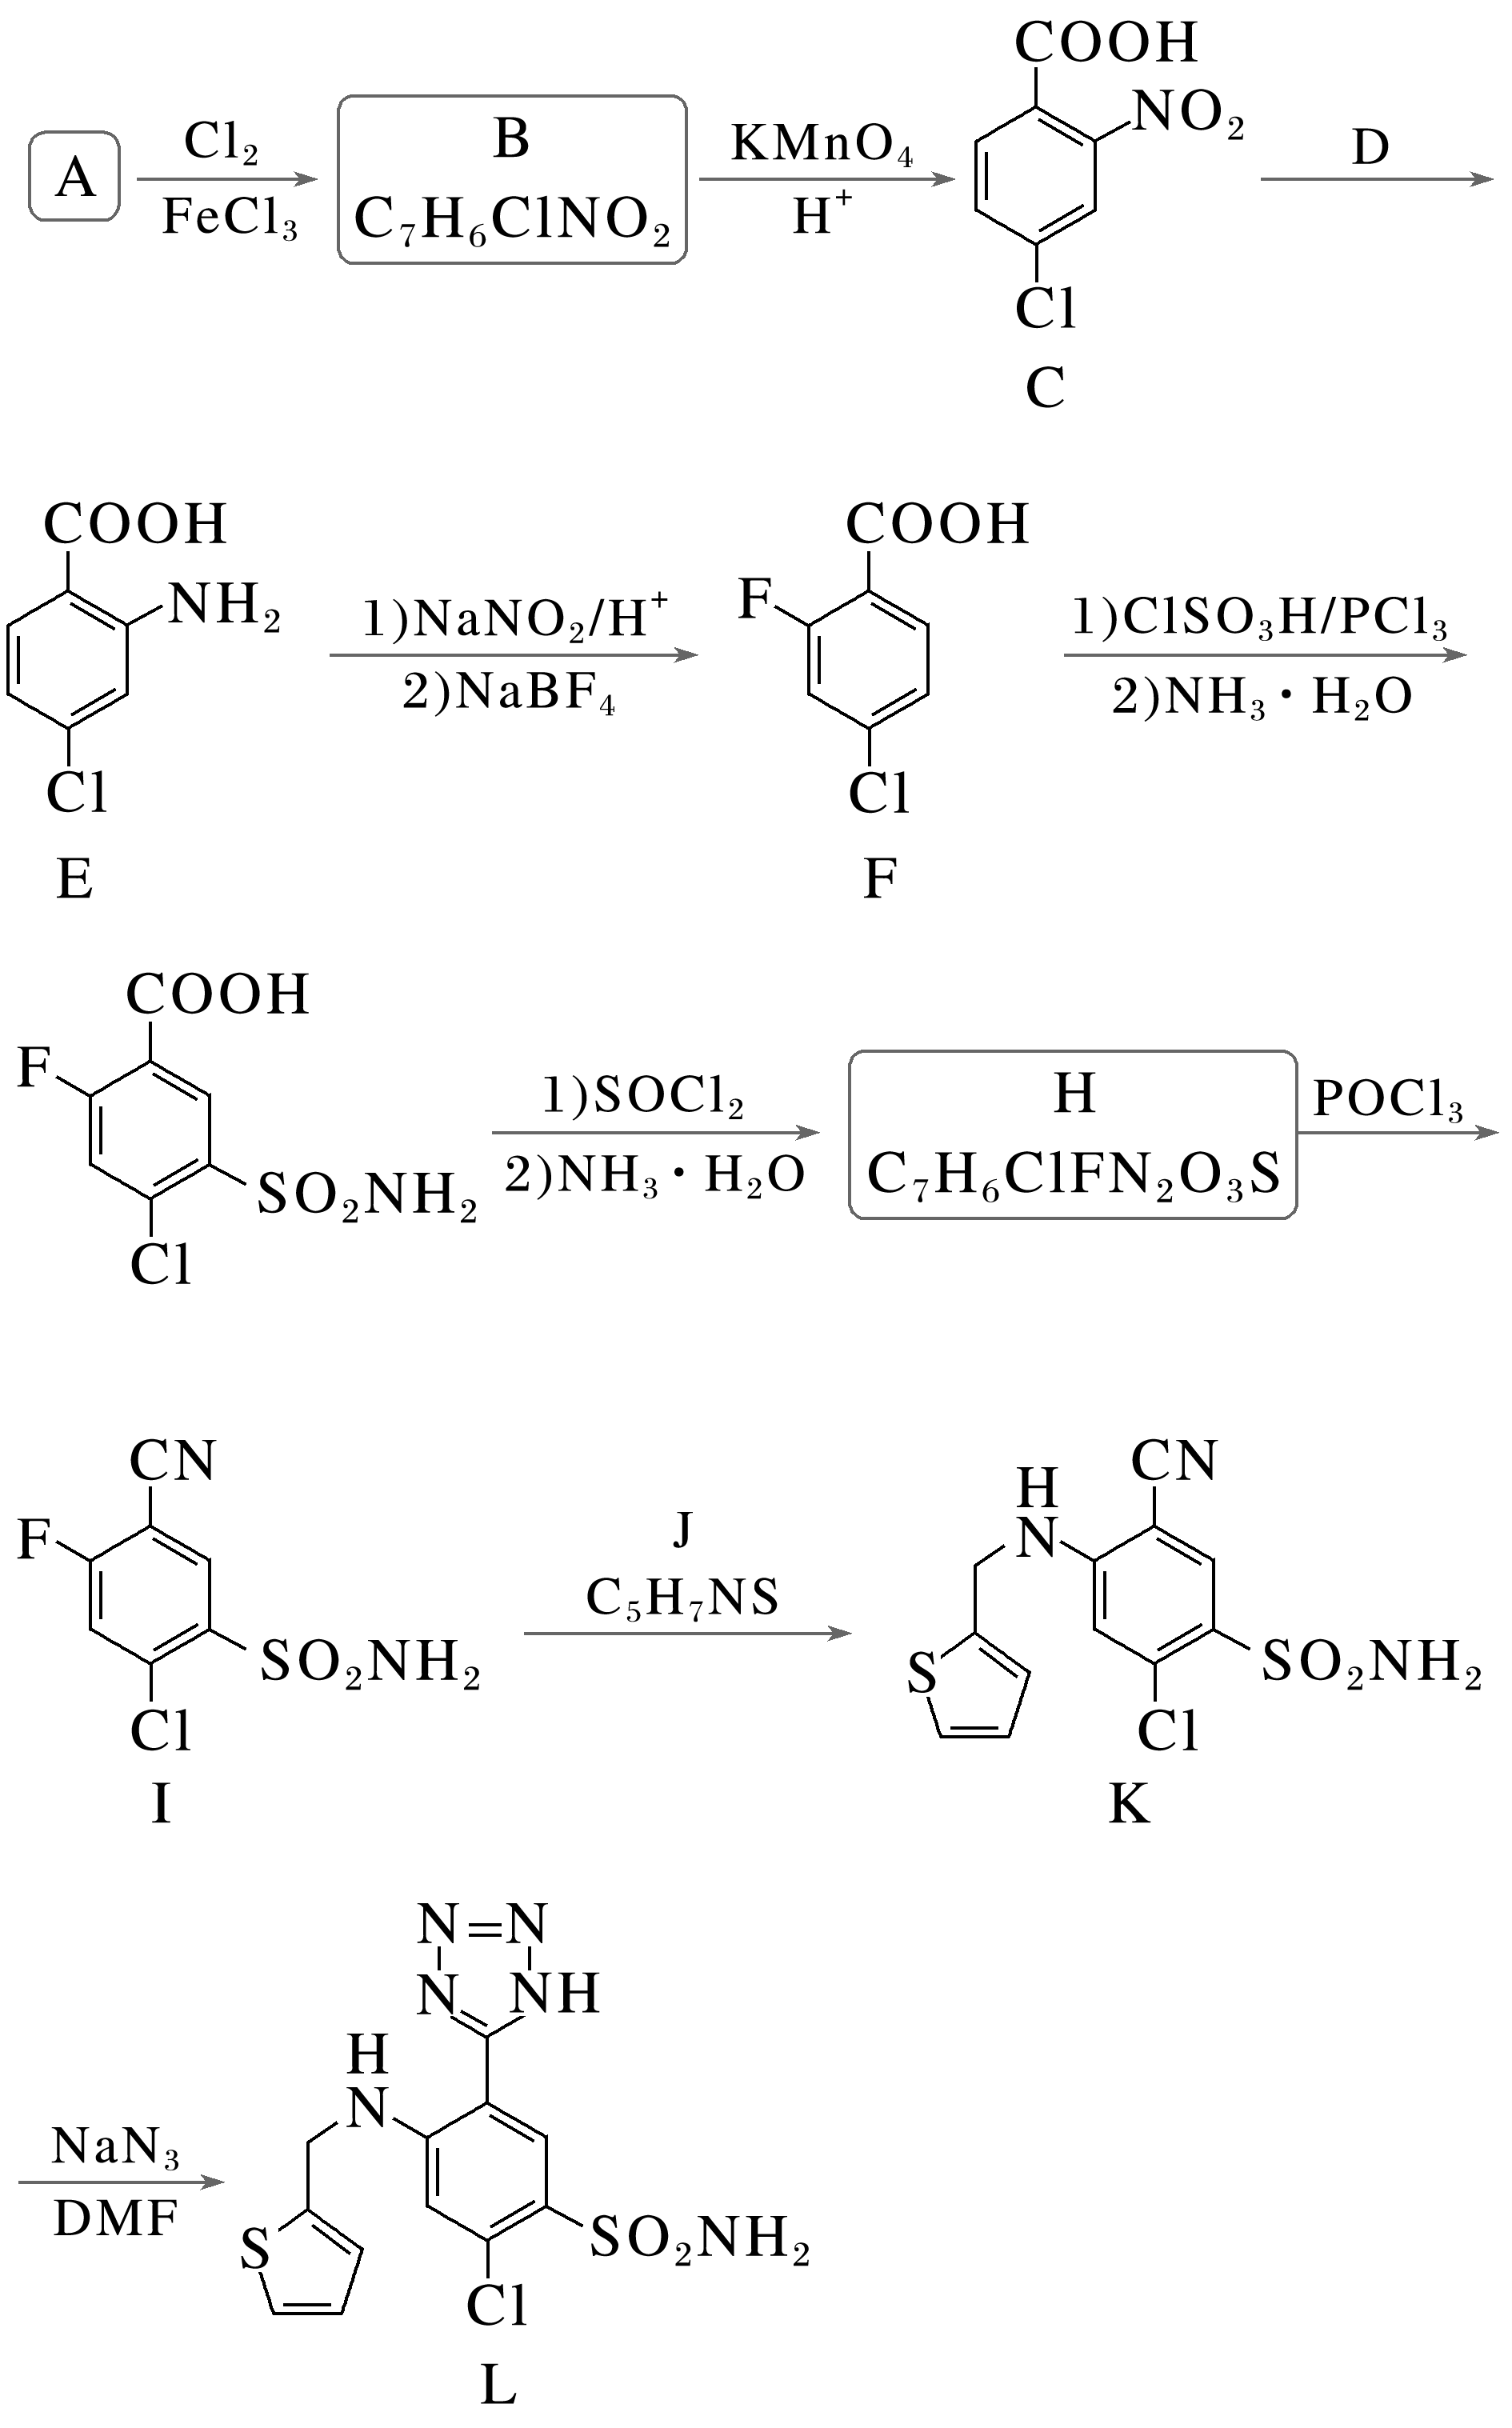 COOH
NO₂
A
Cl₂
FeCl₃
B
C₇H₆ClNO₂
KMnO₄
H⁺
D
Cl
C
COOH
NH₂
Cl
E
1)NaNO₂/H⁺
2)NaBF₄
COOH
F
Cl
F
1)ClSO₃H/PCl₃
2)NH₃·H₂O
COOH
F
SO₂NH₂
Cl
1)SOCl₂
2)NH₃·H₂O
H
C₇H₆ClFN₂O₃S
POCl₃
CN
F
SO₂NH₂
Cl
I
J
C₅H₇NS
H
N
CN
S
SO₂NH₂
Cl
K
NaN₃
DMF
N=N
N NH
H
N
S
SO₂NH₂
Cl
L